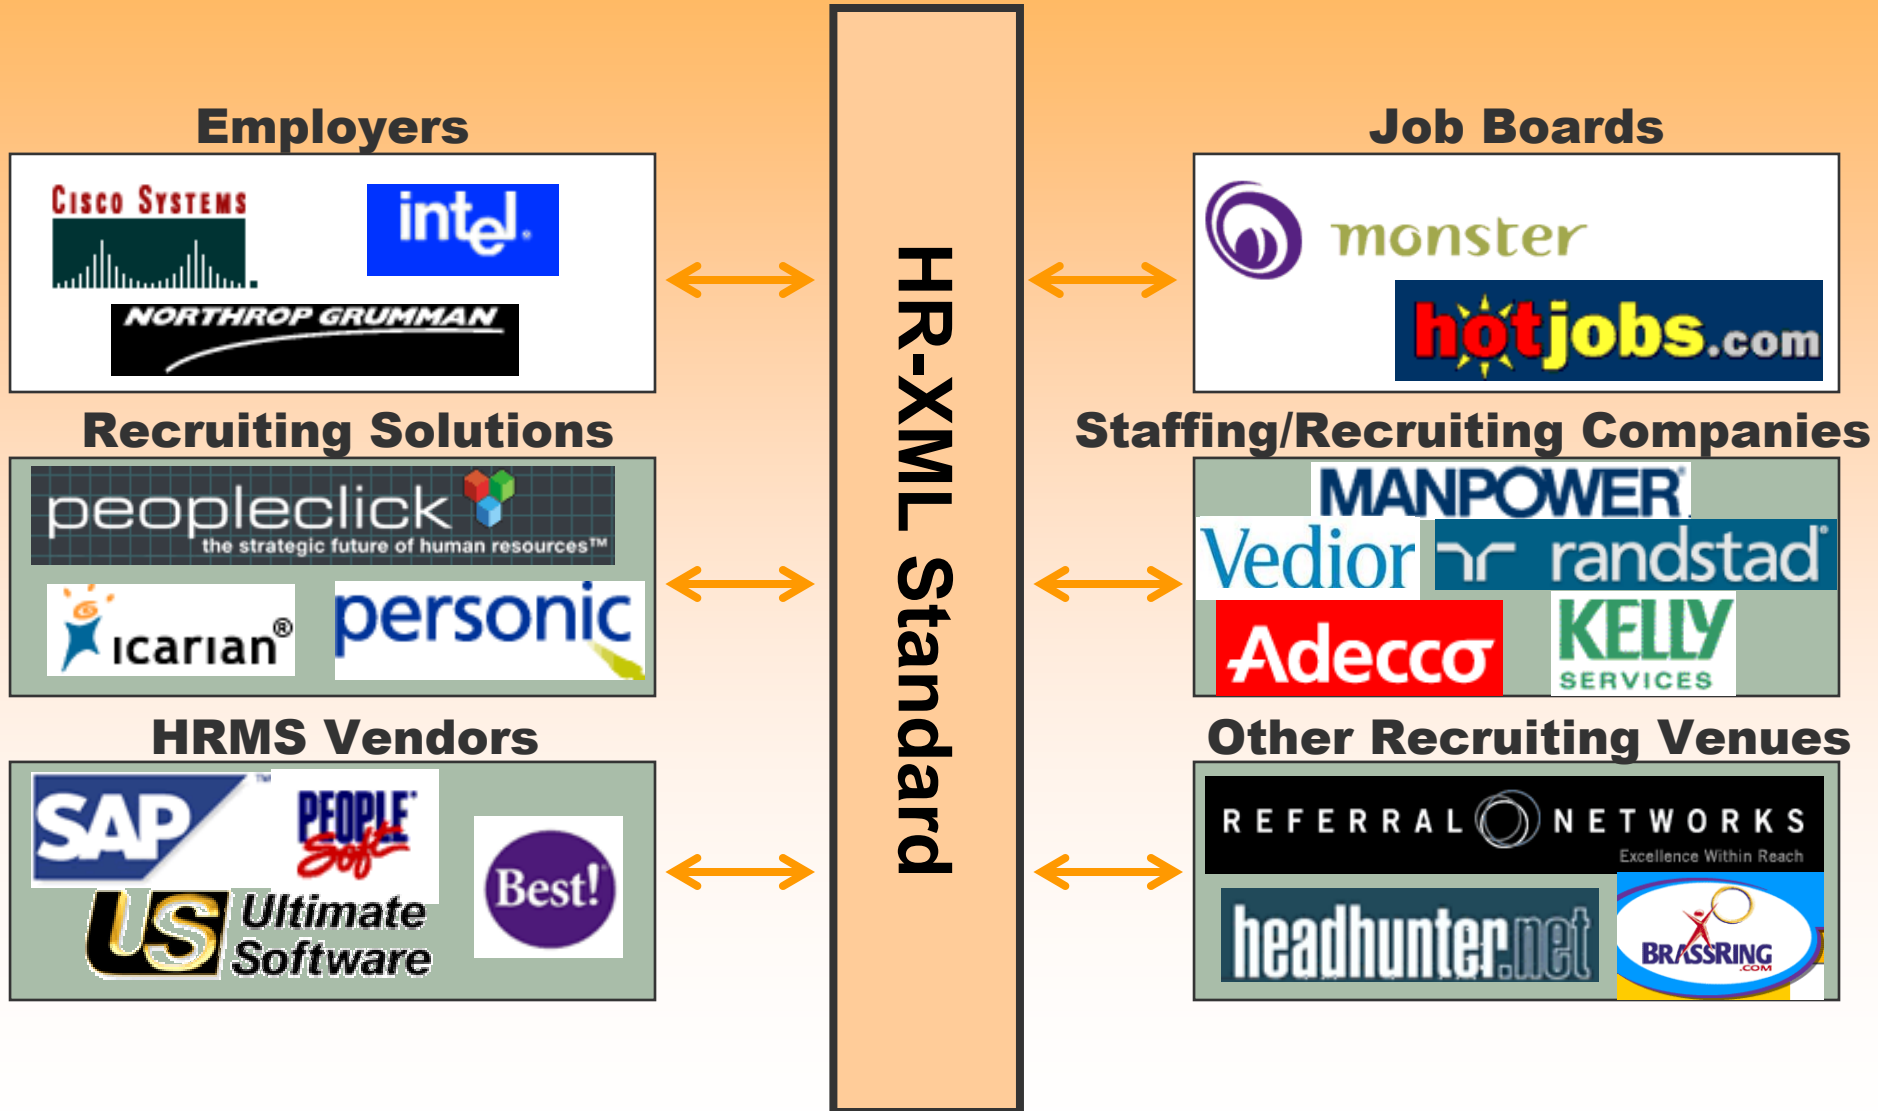 Employers
CISCO SYSTEMS
intel.
NORTHROP GRUMMAN
Recruiting Solutions
peopleclick
the strategic future of human resources™
icarian®
personic
HRMS Vendors
SAP™
PEOPLE
Soft
Best!
US Ultimate
Software
HR-XML Standard
Job Boards
monster
hotjobs.com
Staffing/Recruiting Companies
MANPOWER®
Vedior
randstad®
Adecco
KELLY
SERVICES
Other Recruiting Venues
REFERRAL NETWORKS
Excellence Within Reach
headhunter.net
BRASSRING
.COM